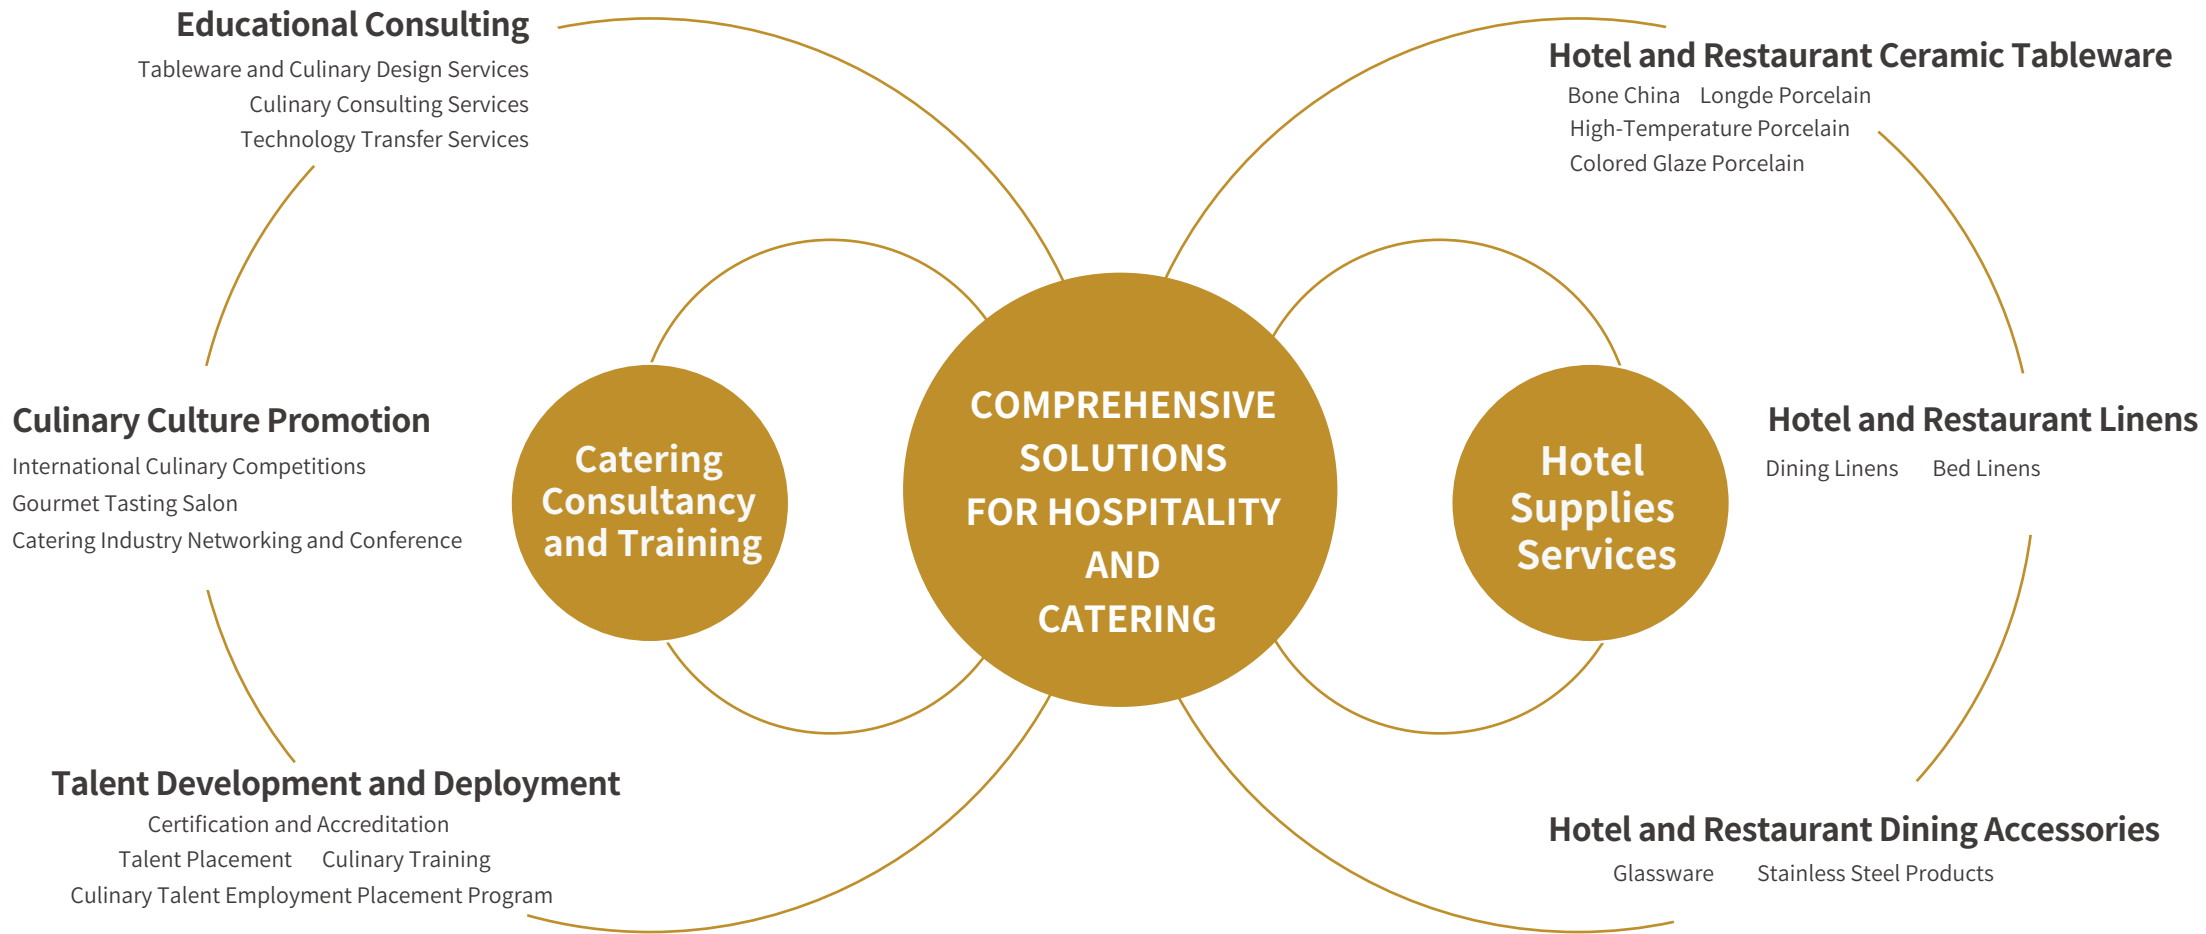 Educational Consulting
Tableware and Culinary Design Services
Culinary Consulting Services
Technology Transfer Services
Culinary Culture Promotion
International Culinary Competitions
Gourmet Tasting Salon
Catering Industry Networking and Conference
Talent Development and Deployment
Certification and Accreditation
Talent Placement Culinary Training
Culinary Talent Employment Placement Program
Catering
Consultancy
and Training
COMPREHENSIVE
SOLUTIONS
FOR HOSPITALITY
AND
CATERING
Hotel
Supplies
Services
Hotel and Restaurant Ceramic Tableware
Bone China Longde Porcelain
High-Temperature Porcelain
Colored Glaze Porcelain
Hotel and Restaurant Linens
Dining Linens Bed Linens
Hotel and Restaurant Dining Accessories
Glassware Stainless Steel Products